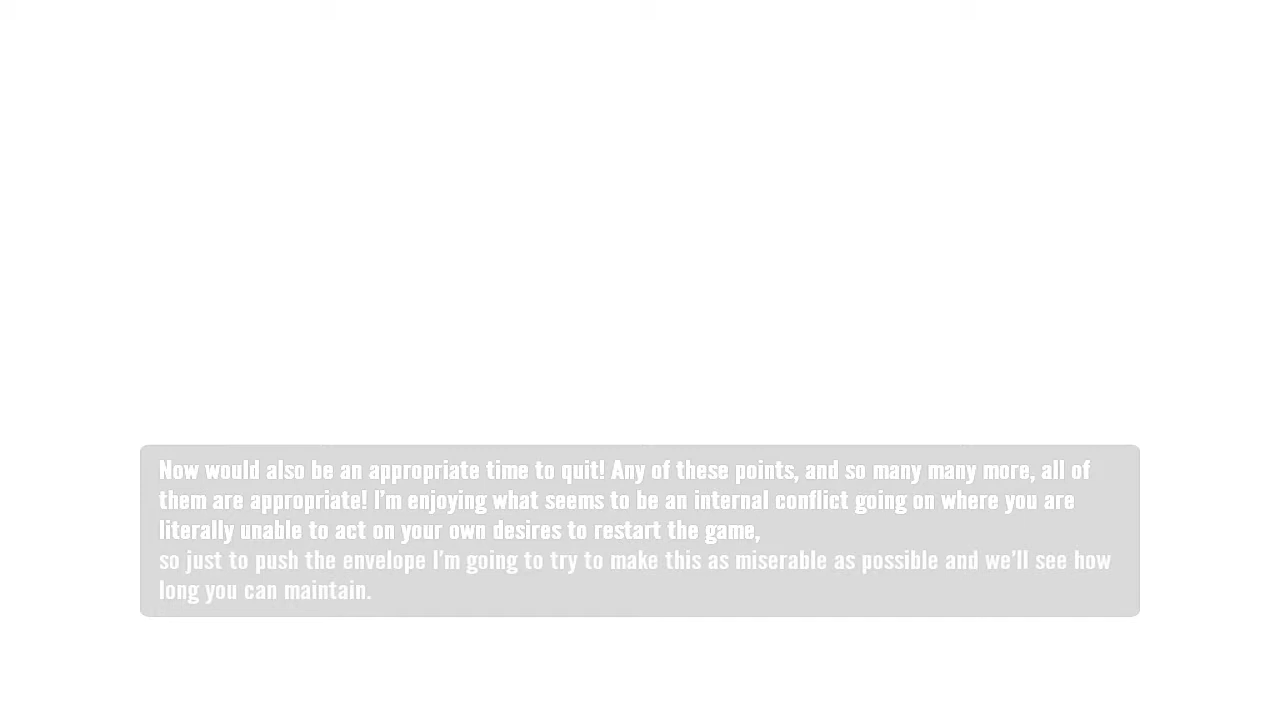 Now would also be an appropriate time to quit! Any of these points, and so many many more, all of
them are appropriate! I'm enjoying what seems to be an internal conflict going on where you are
literally unable to act on your own desires to restart the game,
so just to push the envelope I'm going to try to make this as miserable as possible and we'll see how
long you can maintain.